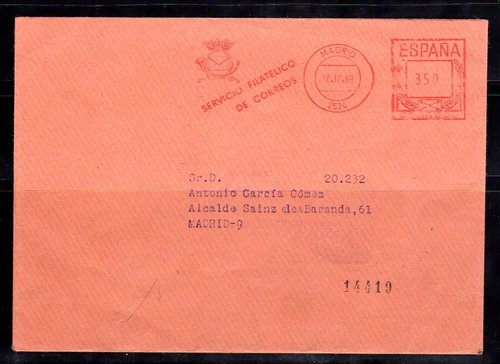 SERVICIO FILATELICO
DE CORREOS
MADRID
2524
ESPAÑA
350
Sr.D. 20.232
Antonio García Gómez
Alcalde Sainz de Baranda,61
MADRID-9
14419